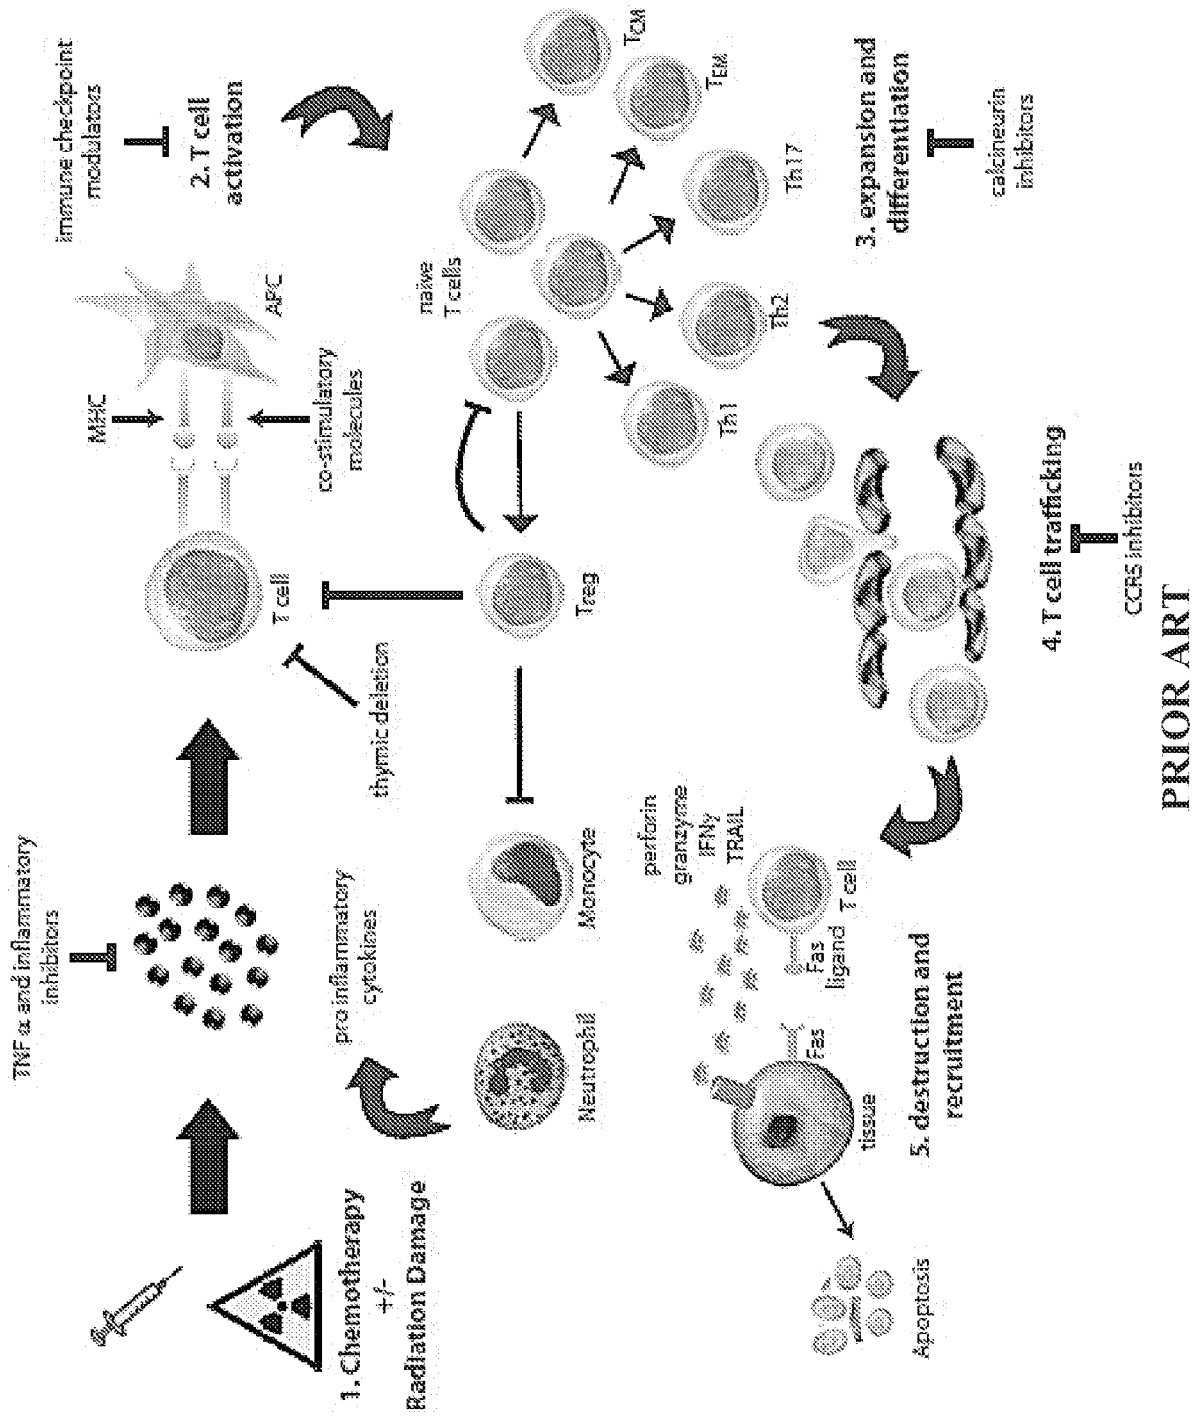 TNF α and inflammatory
inhibitors
immune checkpoint
modulators
2. T cell
activation
MHC
APC
co-stimulatory
molecules
T cell
thymic deletion
pro inflammatory
cytokines
1. Chemotherapy
+/-
Radiation Damage
Neutrophil
Monocyte
Treg
naive
T cells
TCM
TEM
Th17
Th2
Th1
3. expansion and
differentiation
calcineurin
inhibitors
4. T cell trafficking
CCR5 inhibitors
perforin
granzyme
IFNγ
TRAIL
T cell
Fas
ligand
Fas
tissue
5. destruction and
recruitment
Apoptosis
PRIOR ART